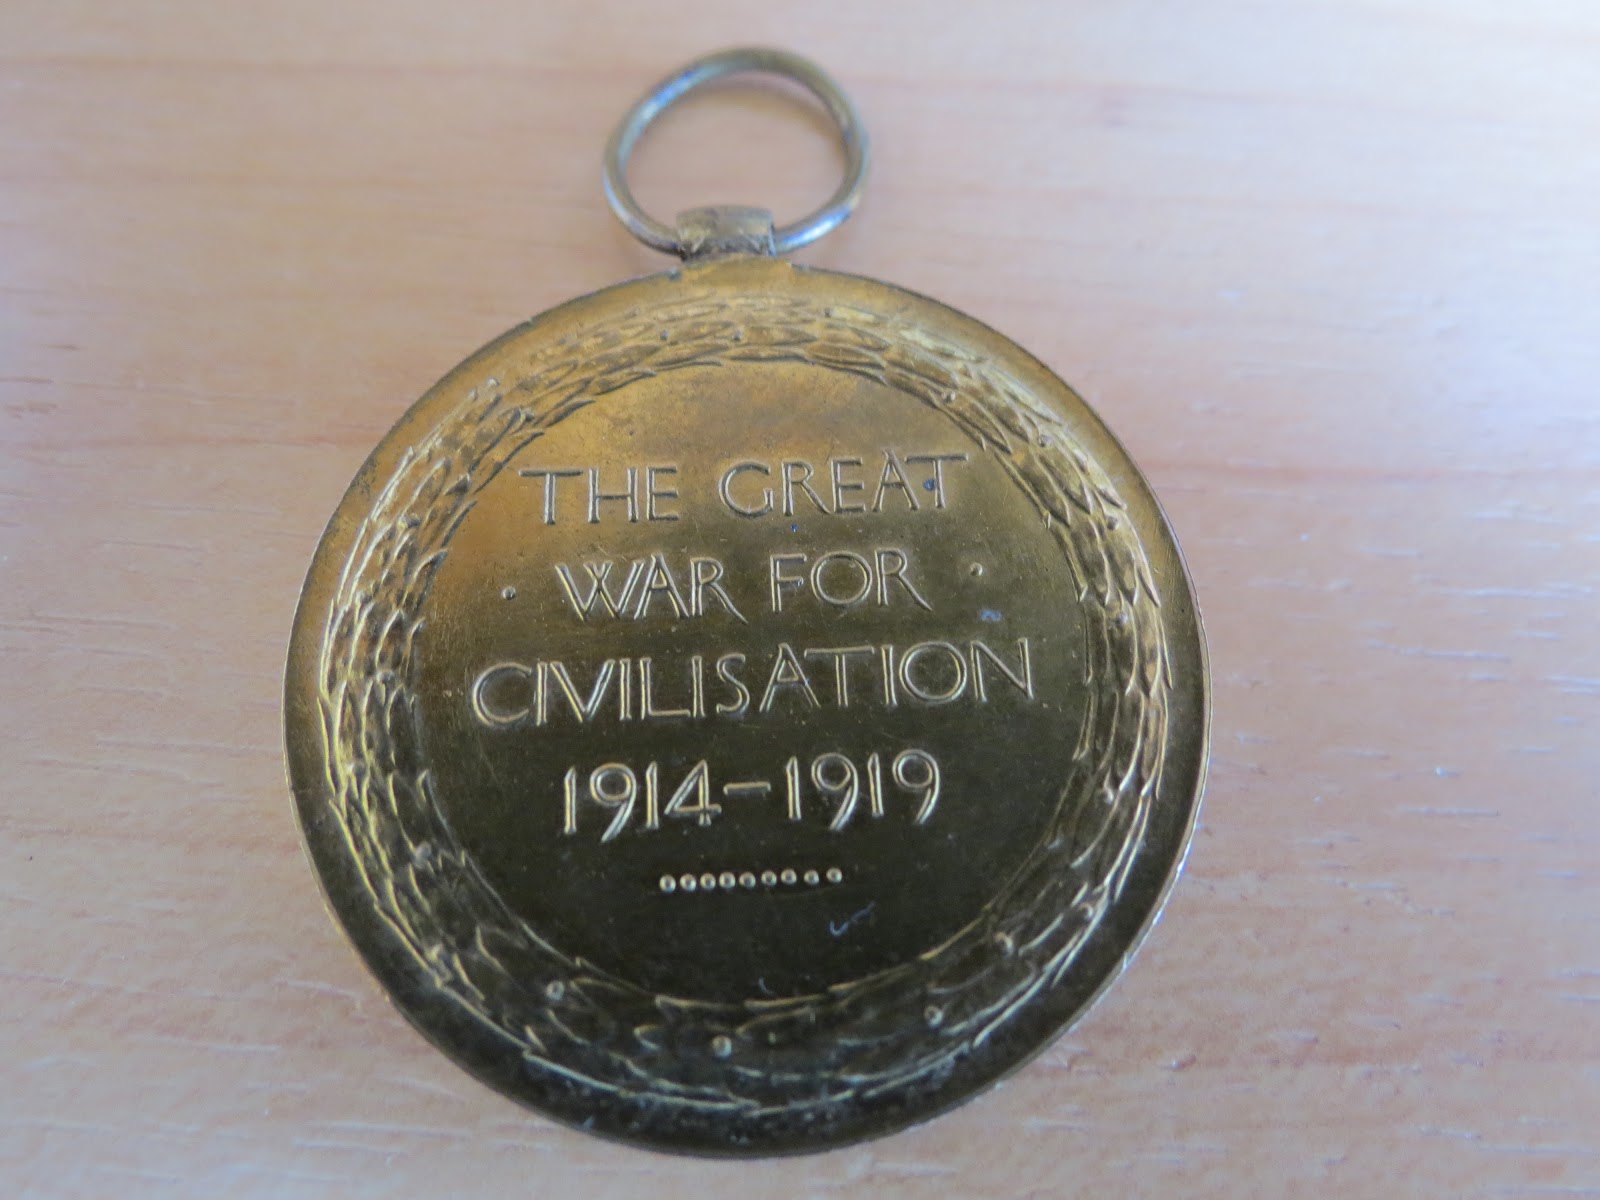 THE GREAT
· WAR FOR ·
CIVILISATION
1914-1919